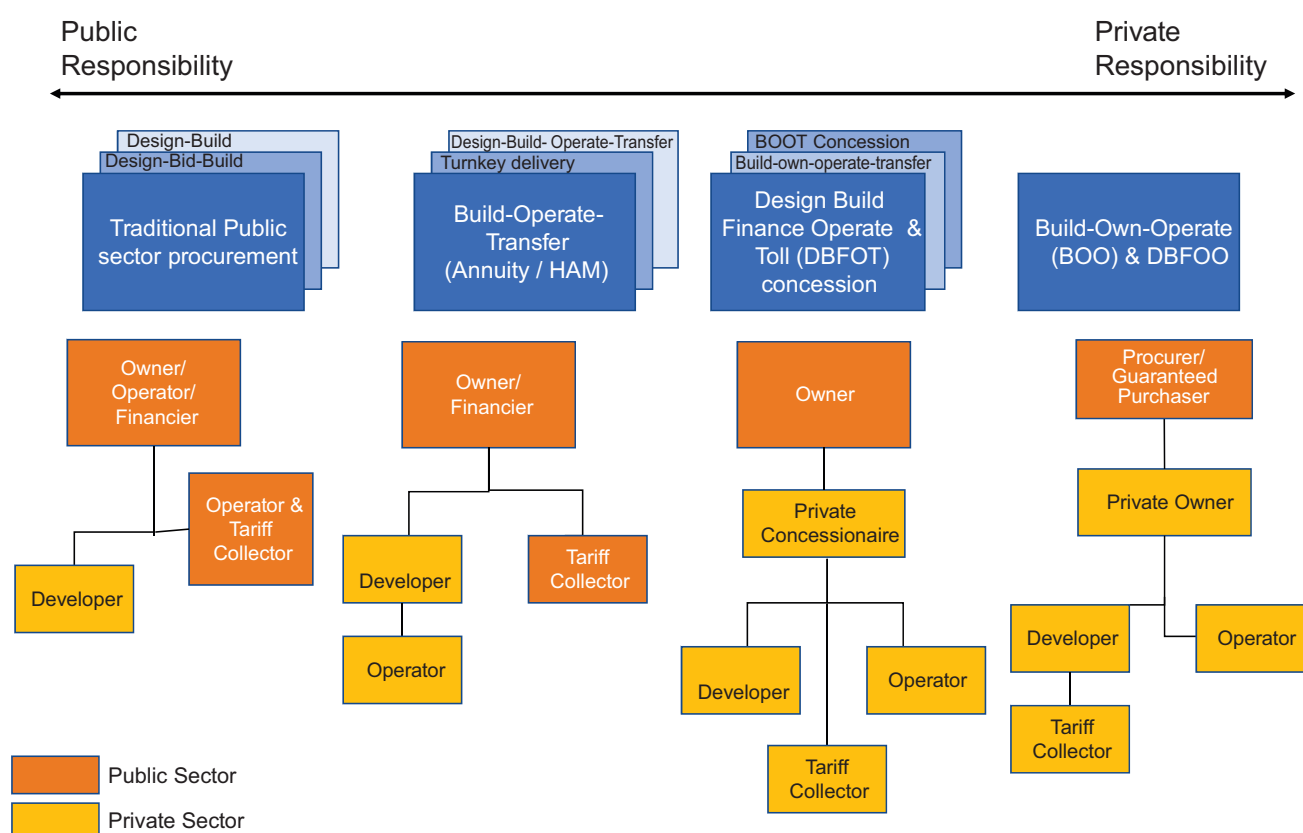 Public
Responsibility
Private
Responsibility
Design-Build
Design-Bid-Build
Traditional Public
sector procurement
Design-Build- Operate-Transfer
Turnkey delivery
Build-Operate-
Transfer
(Annuity / HAM)
BOOT Concession
Build-own-operate-transfer
Design Build
Finance Operate &
Toll (DBFOT)
concession
Build-Own-Operate
(BOO) & DBFOO
Owner/
Operator/
Financier
Operator &
Tariff
Collector
Developer
Owner/
Financier
Developer
Operator
Tariff
Collector
Owner
Private
Concessionaire
Developer
Operator
Tariff
Collector
Procurer/
Guaranteed
Purchaser
Private Owner
Developer
Operator
Tariff
Collector
Public Sector
Private Sector